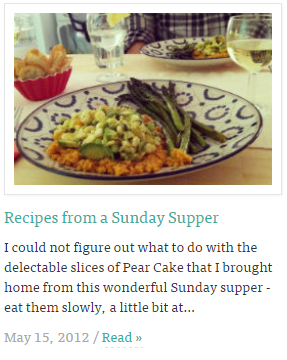 Recipes from a Sunday Supper
I could not figure out what to do with the
delectable slices of Pear Cake that I brought
home from this wonderful Sunday supper -
eat them slowly, a little bit at...
May 15, 2012 / Read »